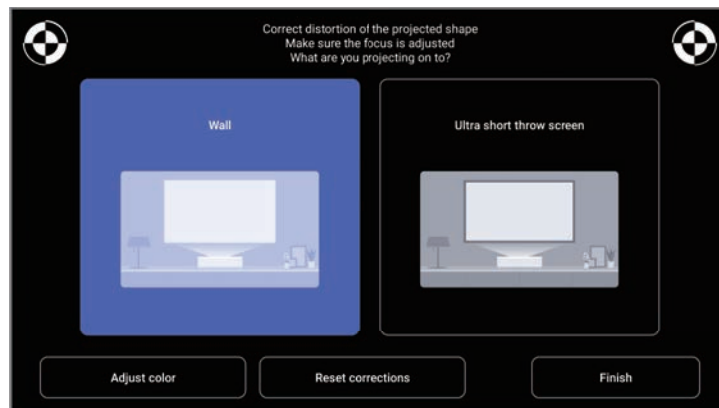 Correct distortion of the projected shape
Make sure the focus is adjusted
What are you projecting on to?
Wall
Ultra short throw screen
Adjust color
Reset corrections
Finish